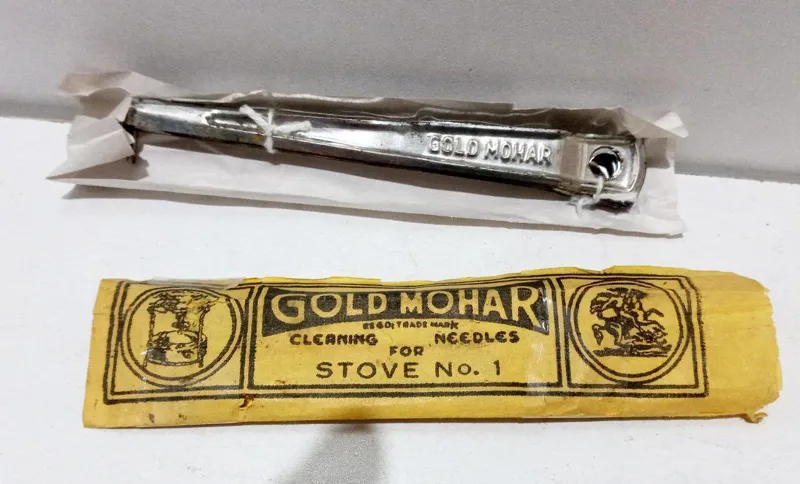 GOLD MOHAR
GOLD MOHAR
REGD; TRADE MARK
CLEANING NEEDLES
FOR
STOVE No. 1